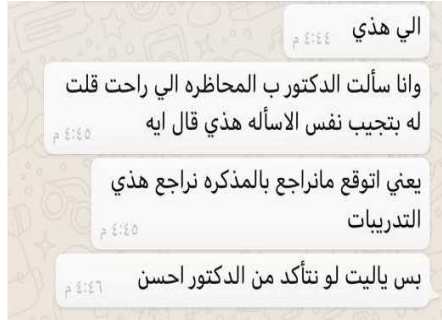 الي هذي
٤:٤٤ م
وانا سألت الدكتور ب المحاظره الي راحت قلت
له بتجيب نفس الاسأله هذي قال ايه
٤:٤٥ م
يعني اتوقع مانراجع بالمذكره نراجع هذي
التدريبات
٤:٤٥ م
بس ياليت لو نتأكد من الدكتور احسن
٤:٤٦ م